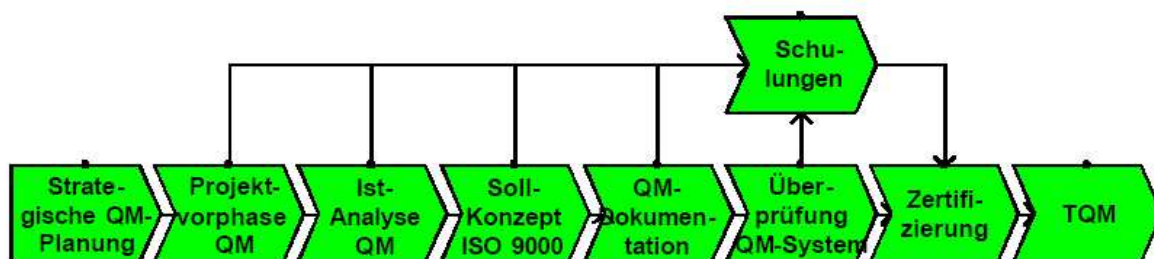 Schu-
lungen
Strate-
gische QM-
Planung
Projekt-
vorphase
QM
Ist-
Analyse
QM
Soll-
Konzept
ISO 9000
QM-
Dokumen-
tation
Über-
prüfung
QM-System
Zertifi-
zierung
TQM